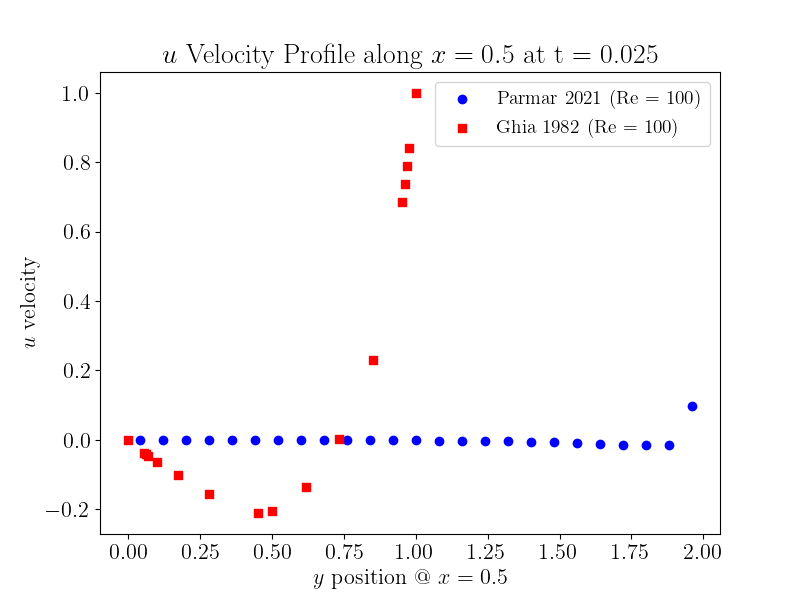 u Velocity Profile along x = 0.5 at t = 0.025
Parmar 2021 (Re = 100)
Ghia 1982 (Re = 100)
1.0
0.8
0.6
0.4
0.2
0.0
−0.2
u velocity
0.00 0.25 0.50 0.75 1.00 1.25 1.50 1.75 2.00
y position @ x = 0.5